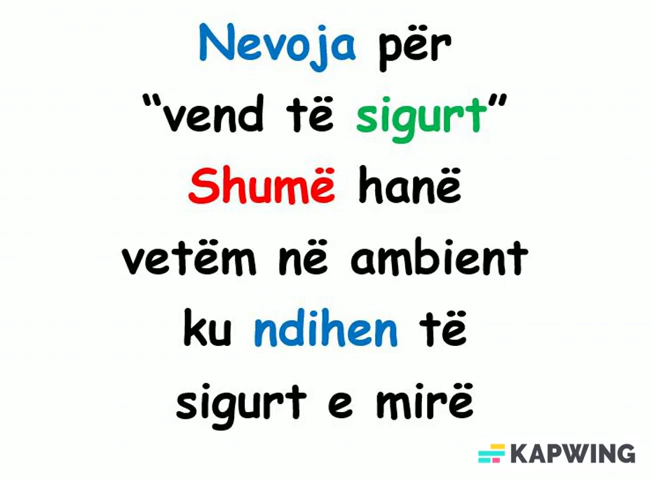 Nevoja për
“vend të sigurt”
Shumë hanë
vetëm në ambient
ku ndihen të
sigurt e mirë
KAPWING